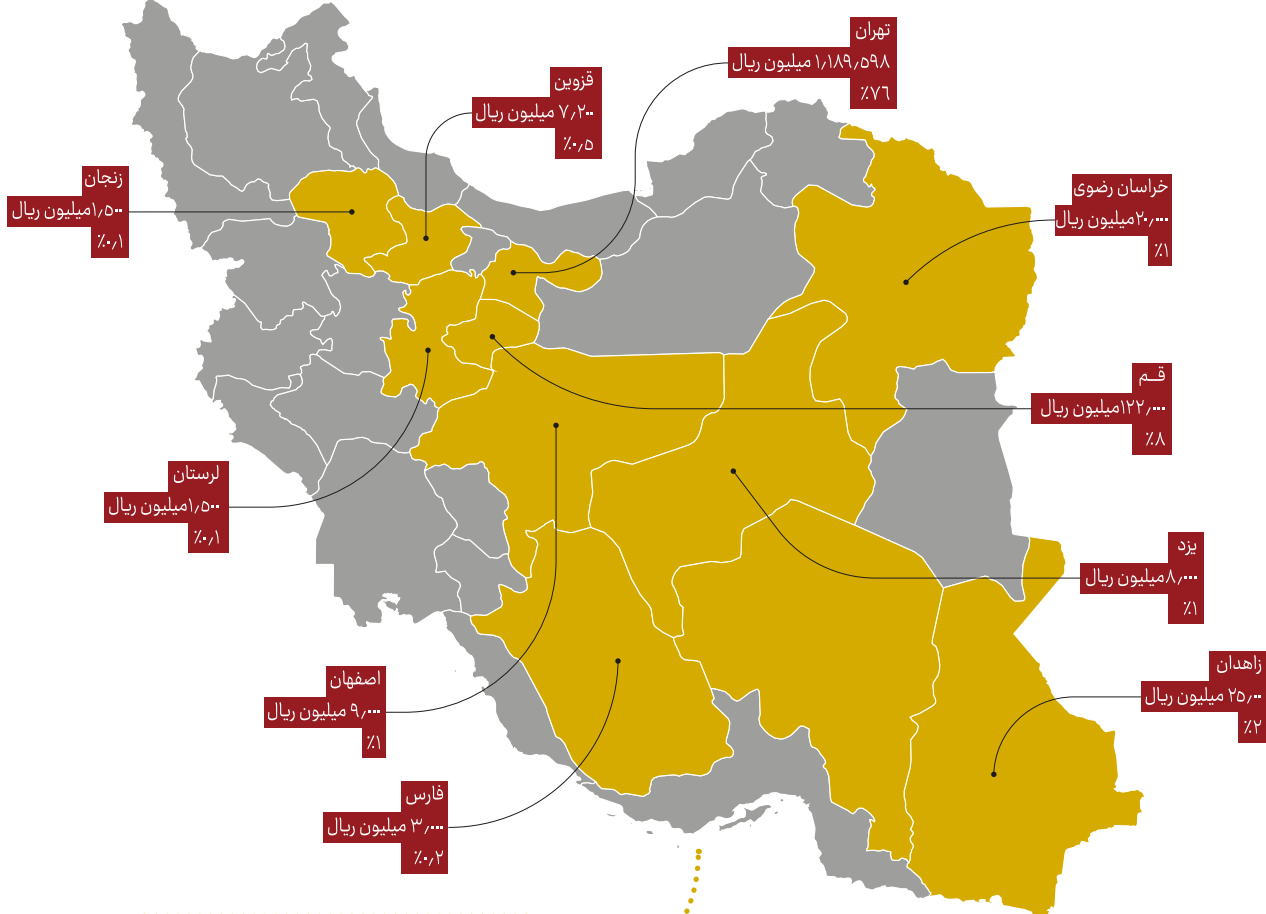 تهران
۱٫۱۸۹٫۵۹۸ میلیون ریال
٪۷۶
قزوین
۷٫۲۰۰ میلیون ریال
٪۰٫۵
زنجان
۱٫۵۰۰میلیون ریال
٪۰٫۱
خراسان رضوی
۲۰٫۰۰۰میلیون ریال
٪۱
قــم
۱۲۲٫۰۰۰میلیون ریال
٪۸
لرستان
۱٫۵۰۰میلیون ریال
٪۰٫۱
یزد
۸٫۰۰۰میلیون ریال
٪۱
زاهدان
۲۵٫۰۰۰ میلیون ریال
٪۲
اصفهان
۹٫۰۰۰ میلیون ریال
٪۱
فارس
۳٫۰۰۰ میلیون ریال
٪۰٫۲